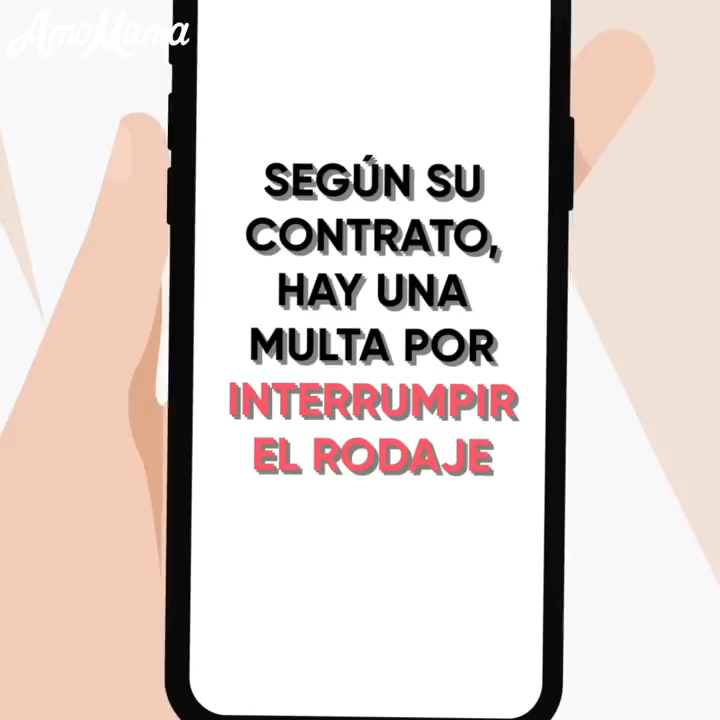 AmoMama
SEGÚN SU
CONTRATO,
HAY UNA
MULTA POR
INTERRUMPIR
EL RODAJE